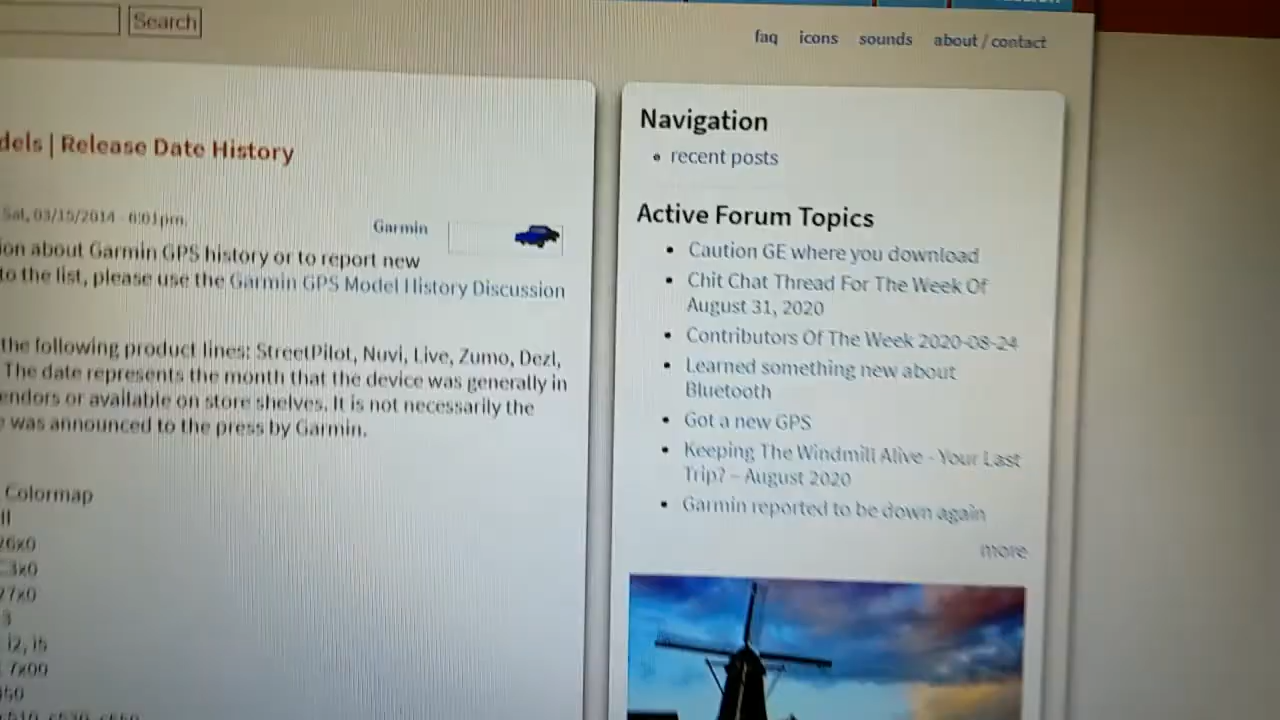 Search
faq icons sounds about / contact
dels | Release Date History
Sat, 03/15/2014 - 6:01pm.
Garmin
ion about Garmin GPS history or to report new
to the list, please use the Garmin GPS Model History Discussion
the following product lines: StreetPilot, Nuvi, Live, Zumo, Dezl,
The date represents the month that the device was generally in
endors or available on store shelves. It is not necessarily the
was announced to the press by Garmin.
Colormap
III
26x0
C3x0
27x0
3
i2, i5
7x00
Navigation
recent posts
Active Forum Topics
Caution GE where you download
Chit Chat Thread For The Week Of
August 31, 2020
Contributors Of The Week 2020-08-24
Learned something new about
Bluetooth
Got a new GPS
Keeping The Windmill Alive - Your Last
Trip? – August 2020
Garmin reported to be down again
more